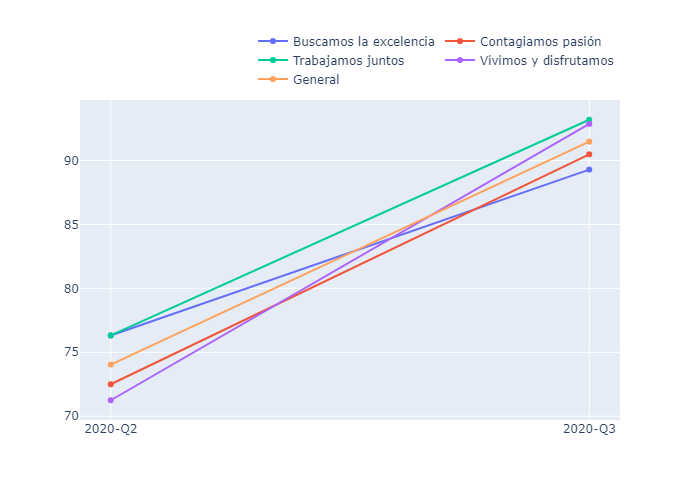 Buscamos la excelencia Contagiamos pasión
Trabajamos juntos Vivimos y disfrutamos
General
90
85
80
75
70
2020-Q2 2020-Q3